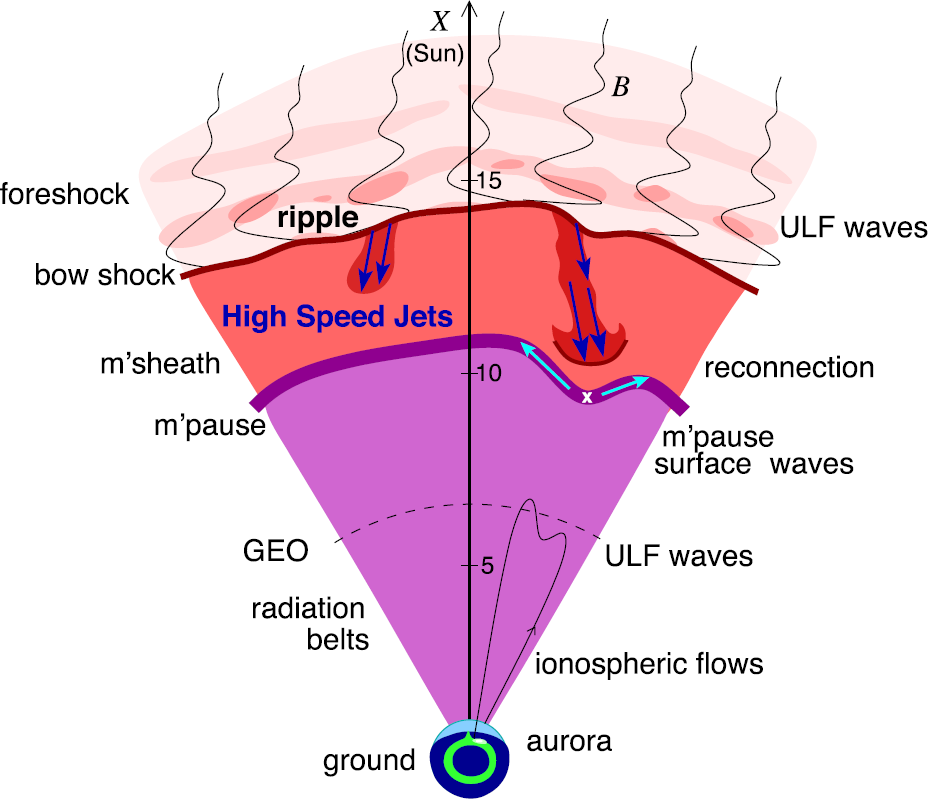 X
(Sun)
B
15
foreshock
ripple
ULF waves
bow shock
High Speed Jets
m'sheath
10
reconnection
m'pause
m'pause
surface waves
GEO
ULF waves
5
radiation
belts
ionospheric flows
x
aurora
ground